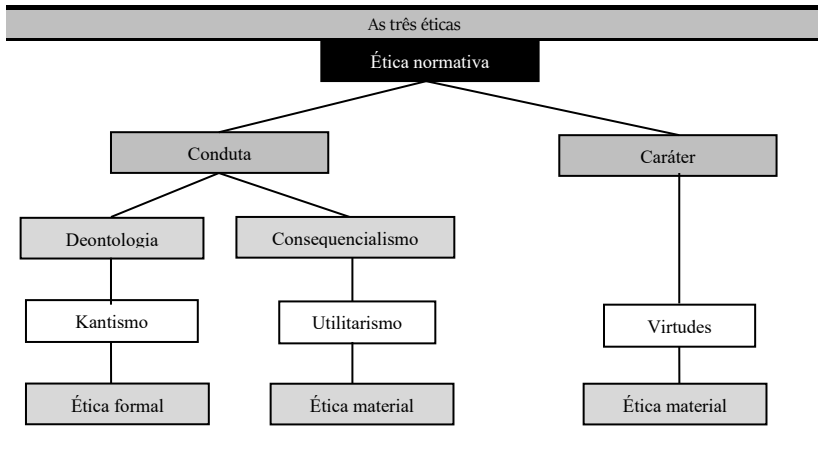 As três éticas
Ética normativa
Conduta
Caráter
Deontologia
Consequencialismo
Kantismo
Utilitarismo
Virtudes
Ética formal
Ética material
Ética material